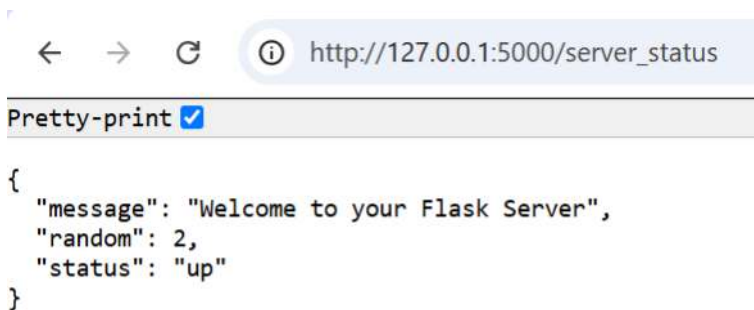 http://127.0.0.1:5000/server_status
Pretty-print
{
"message": "Welcome to your Flask Server",
"random": 2,
"status": "up"
}